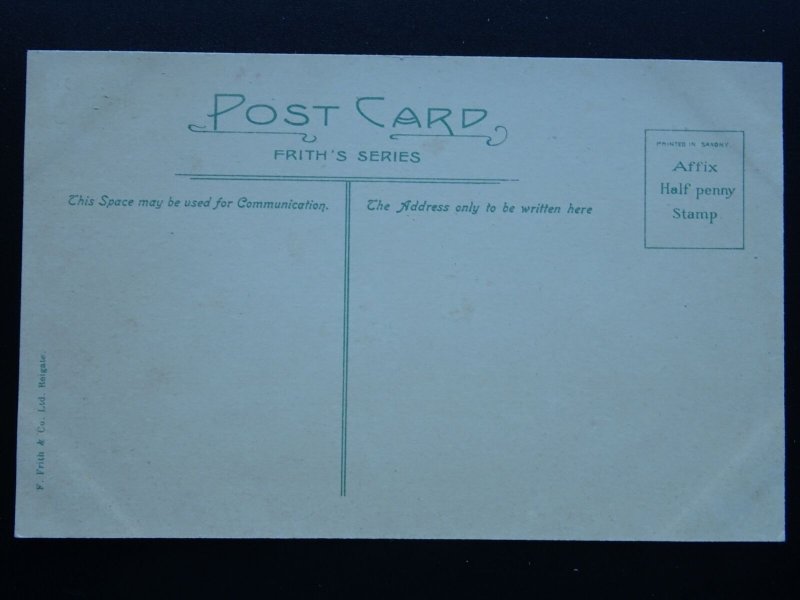 POST CARD
FRITH'S SERIES
This Space may be used for Communication.
The Address only to be written here
PRINTED IN SAXONY.
Affix
Half penny
Stamp
F. Frith & Co. Ltd. Reigate.